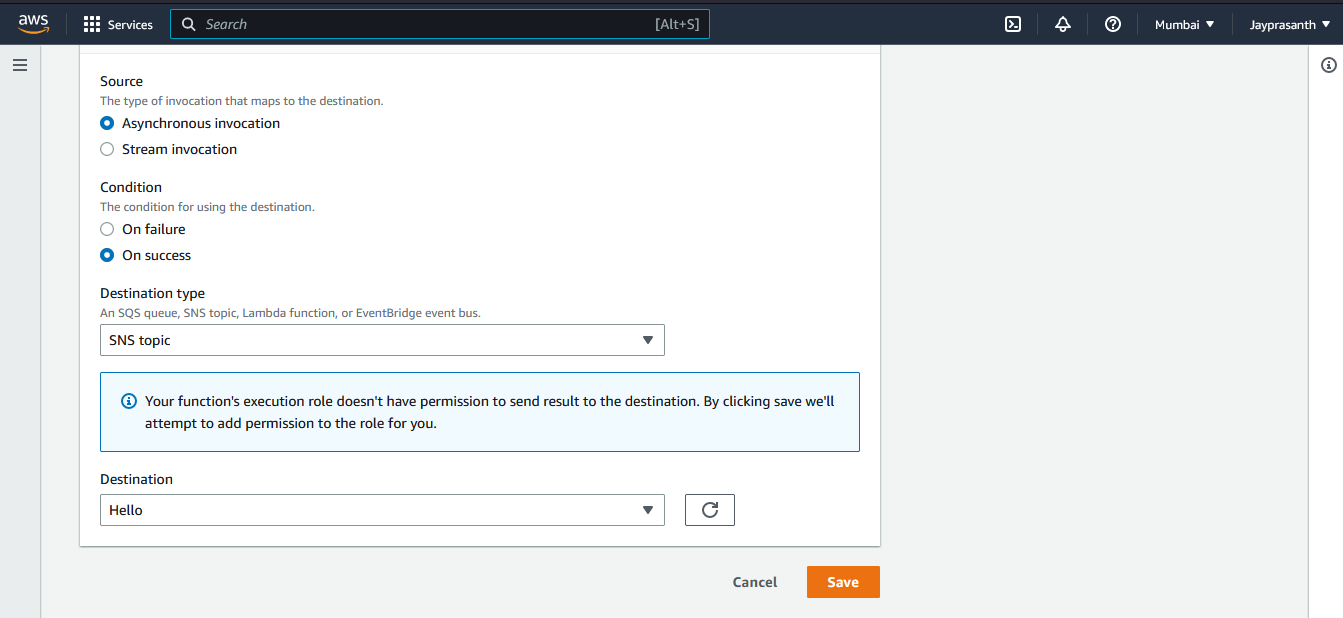 aws Services Search [Alt+S] Mumbai Jayprasanth
Source
The type of invocation that maps to the destination.
Asynchronous invocation
Stream invocation
Condition
The condition for using the destination.
On failure
On success
Destination type
An SQS queue, SNS topic, Lambda function, or EventBridge event bus.
SNS topic
Your function's execution role doesn't have permission to send result to the destination. By clicking save we'll
attempt to add permission to the role for you.
Destination
Hello
Cancel Save